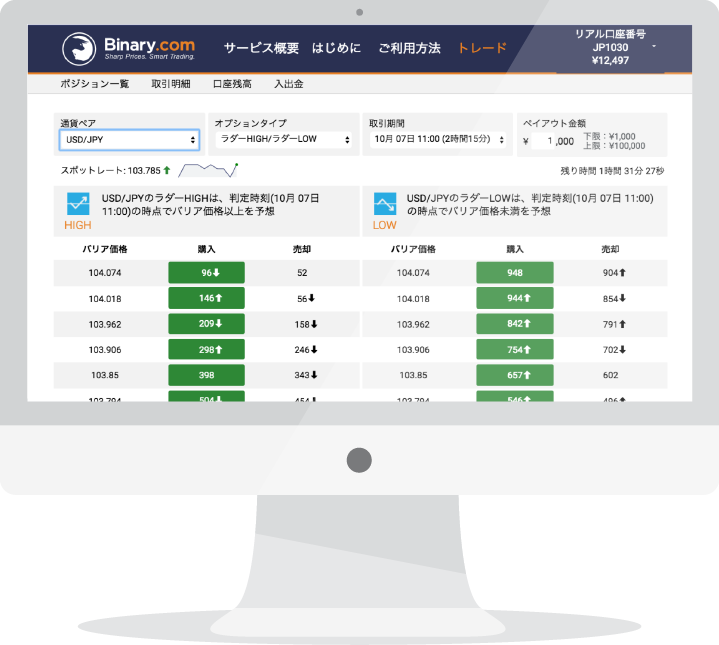 Binary.com
Sharp Prices. Smart Trading.
サービス概要 はじめに ご利用方法 トレード
リアル口座番号
JP1030
¥12,497
ポジション一覧 取引明細 口座残高 入出金
通貨ペア オプションタイプ 取引期間 ペイアウト金額
USD/JPY ラダーHIGH/ラダーLOW 10月 07日 11:00 (2時間15分) ¥ 1 ,000
下限：¥1,000
上限：¥100,000
スポットレート: 103.785 残り時間 1時間 31分 27秒
HIGH
USD/JPYのラダーHIGHは、判定時刻(10月 07日
11:00)の時点でバリア価格以上を予想
LOW
USD/JPYのラダーLOWは、判定時刻(10月 07日 11:00)
の時点でバリア価格未満を予想
バリア価格 購入 売却 バリア価格 購入 売却
104.074 96⬇ 52 104.074 948 904⬆
104.018 146⬆ 56⬇ 104.018 944⬆ 854⬇
103.962 209⬇ 158⬇ 103.962 842⬆ 791⬆
103.906 298⬆ 246⬇ 103.906 754⬆ 702⬇
103.85 398 343⬇ 103.85 657⬆ 602
103.794 504⬇ 454⬇ 103.794 546⬆ 496⬆